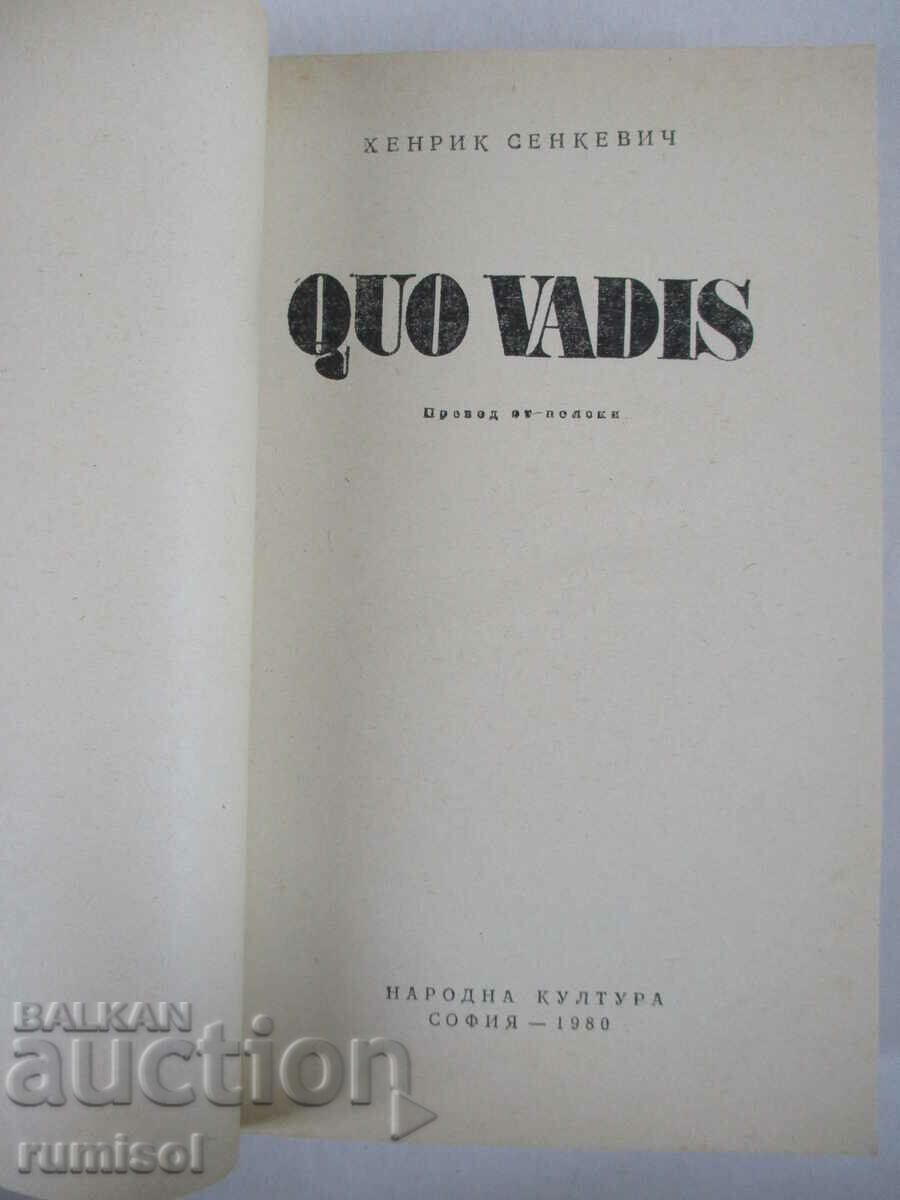 ХЕНРИК СЕНКЕВИЧ
QUO VADIS
Превод от полски
НАРОДНА КУЛТУРА
СОФИЯ — 1980
BALKAN
auction
rumisol